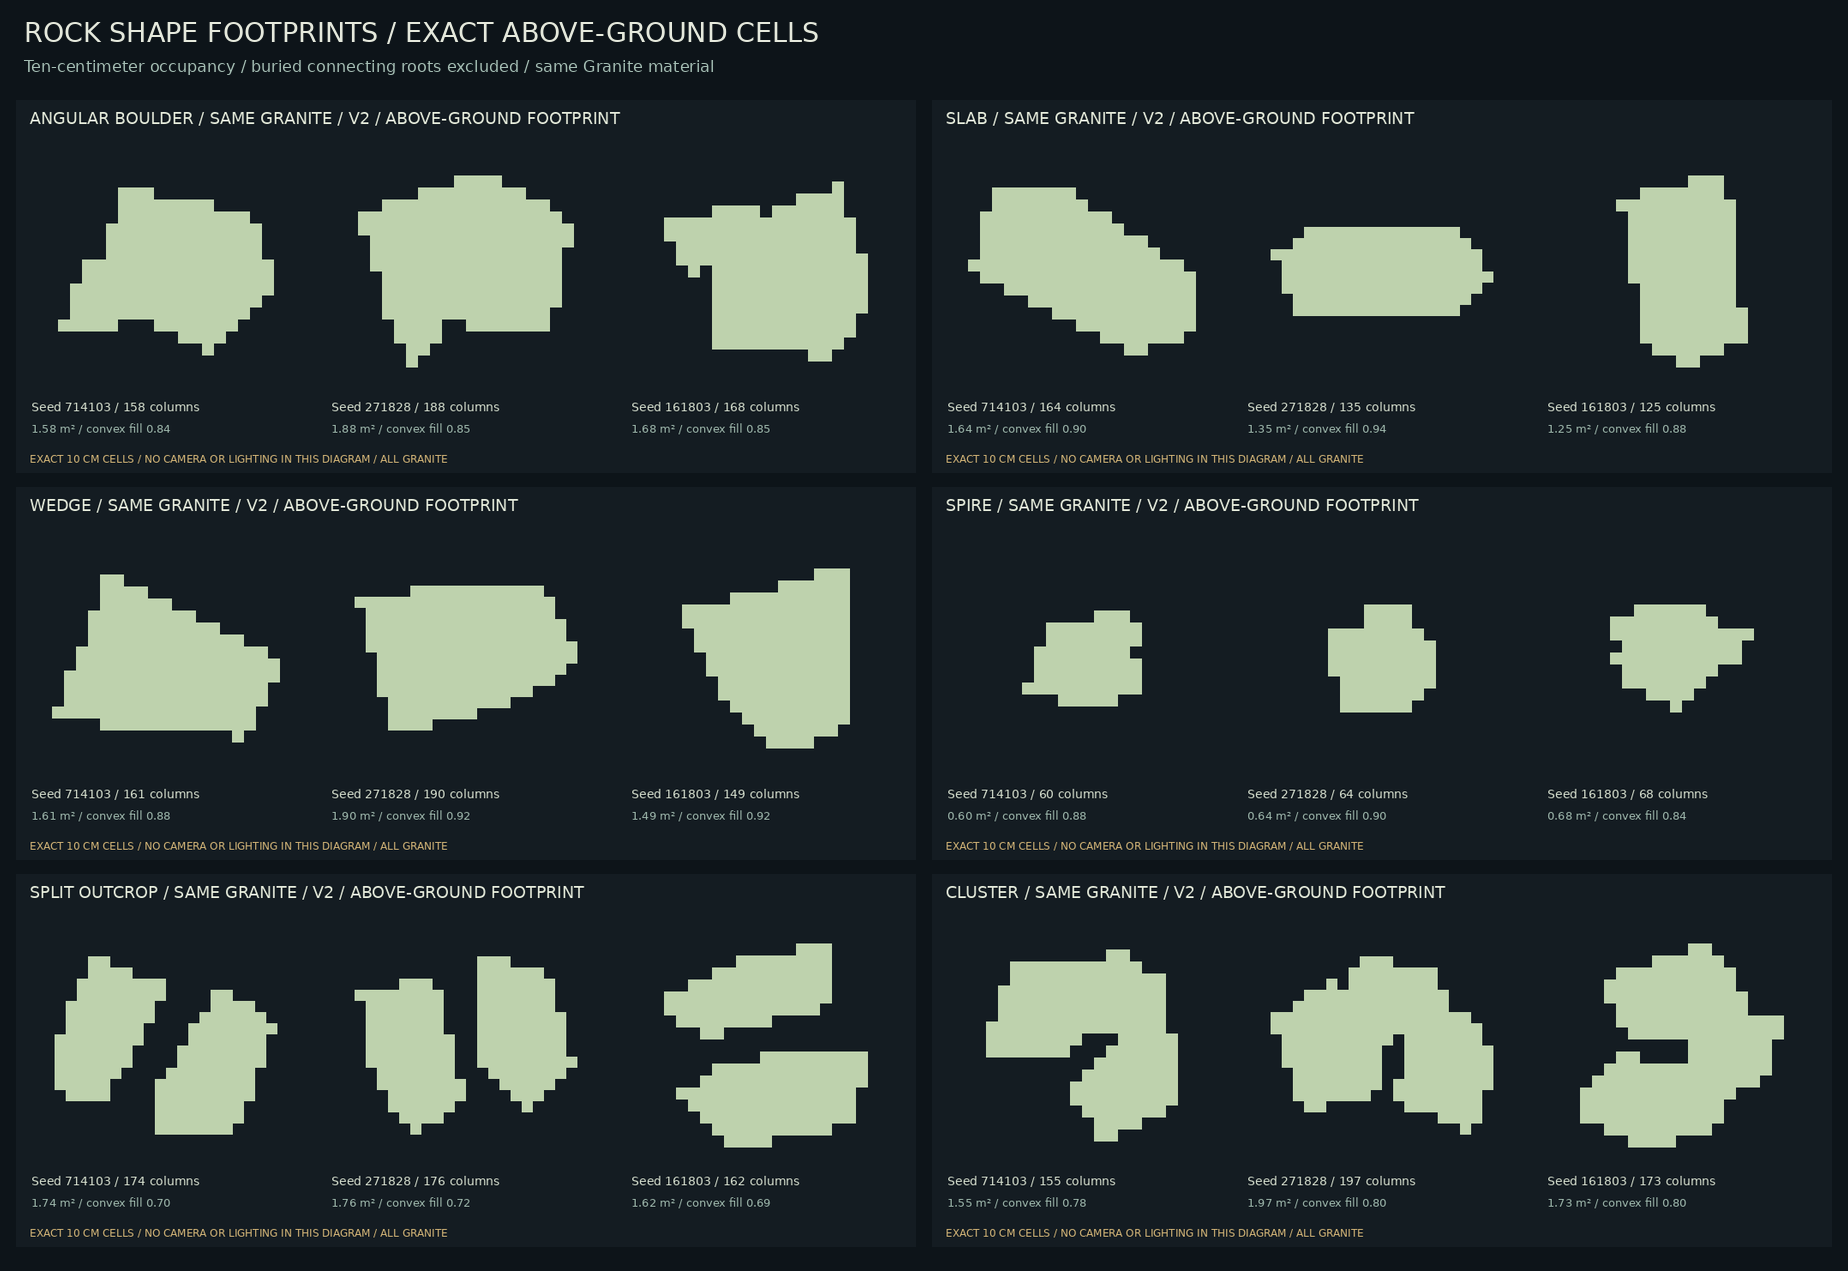 ROCK SHAPE FOOTPRINTS / EXACT ABOVE-GROUND CELLS
Ten-centimeter occupancy / buried connecting roots excluded / same Granite material
ANGULAR BOULDER / SAME GRANITE / V2 / ABOVE-GROUND FOOTPRINT
Seed 714103 / 158 columns
1.58 m² / convex fill 0.84
Seed 271828 / 188 columns
1.88 m² / convex fill 0.85
Seed 161803 / 168 columns
1.68 m² / convex fill 0.85
EXACT 10 CM CELLS / NO CAMERA OR LIGHTING IN THIS DIAGRAM / ALL GRANITE
SLAB / SAME GRANITE / V2 / ABOVE-GROUND FOOTPRINT
Seed 714103 / 164 columns
1.64 m² / convex fill 0.90
Seed 271828 / 135 columns
1.35 m² / convex fill 0.94
Seed 161803 / 125 columns
1.25 m² / convex fill 0.88
EXACT 10 CM CELLS / NO CAMERA OR LIGHTING IN THIS DIAGRAM / ALL GRANITE
WEDGE / SAME GRANITE / V2 / ABOVE-GROUND FOOTPRINT
Seed 714103 / 161 columns
1.61 m² / convex fill 0.88
Seed 271828 / 190 columns
1.90 m² / convex fill 0.92
Seed 161803 / 149 columns
1.49 m² / convex fill 0.92
EXACT 10 CM CELLS / NO CAMERA OR LIGHTING IN THIS DIAGRAM / ALL GRANITE
SPIRE / SAME GRANITE / V2 / ABOVE-GROUND FOOTPRINT
Seed 714103 / 60 columns
0.60 m² / convex fill 0.88
Seed 271828 / 64 columns
0.64 m² / convex fill 0.90
Seed 161803 / 68 columns
0.68 m² / convex fill 0.84
EXACT 10 CM CELLS / NO CAMERA OR LIGHTING IN THIS DIAGRAM / ALL GRANITE
SPLIT OUTCROP / SAME GRANITE / V2 / ABOVE-GROUND FOOTPRINT
Seed 714103 / 174 columns
1.74 m² / convex fill 0.70
Seed 271828 / 176 columns
1.76 m² / convex fill 0.72
Seed 161803 / 162 columns
1.62 m² / convex fill 0.69
EXACT 10 CM CELLS / NO CAMERA OR LIGHTING IN THIS DIAGRAM / ALL GRANITE
CLUSTER / SAME GRANITE / V2 / ABOVE-GROUND FOOTPRINT
Seed 714103 / 155 columns
1.55 m² / convex fill 0.78
Seed 271828 / 197 columns
1.97 m² / convex fill 0.80
Seed 161803 / 173 columns
1.73 m² / convex fill 0.80
EXACT 10 CM CELLS / NO CAMERA OR LIGHTING IN THIS DIAGRAM / ALL GRANITE